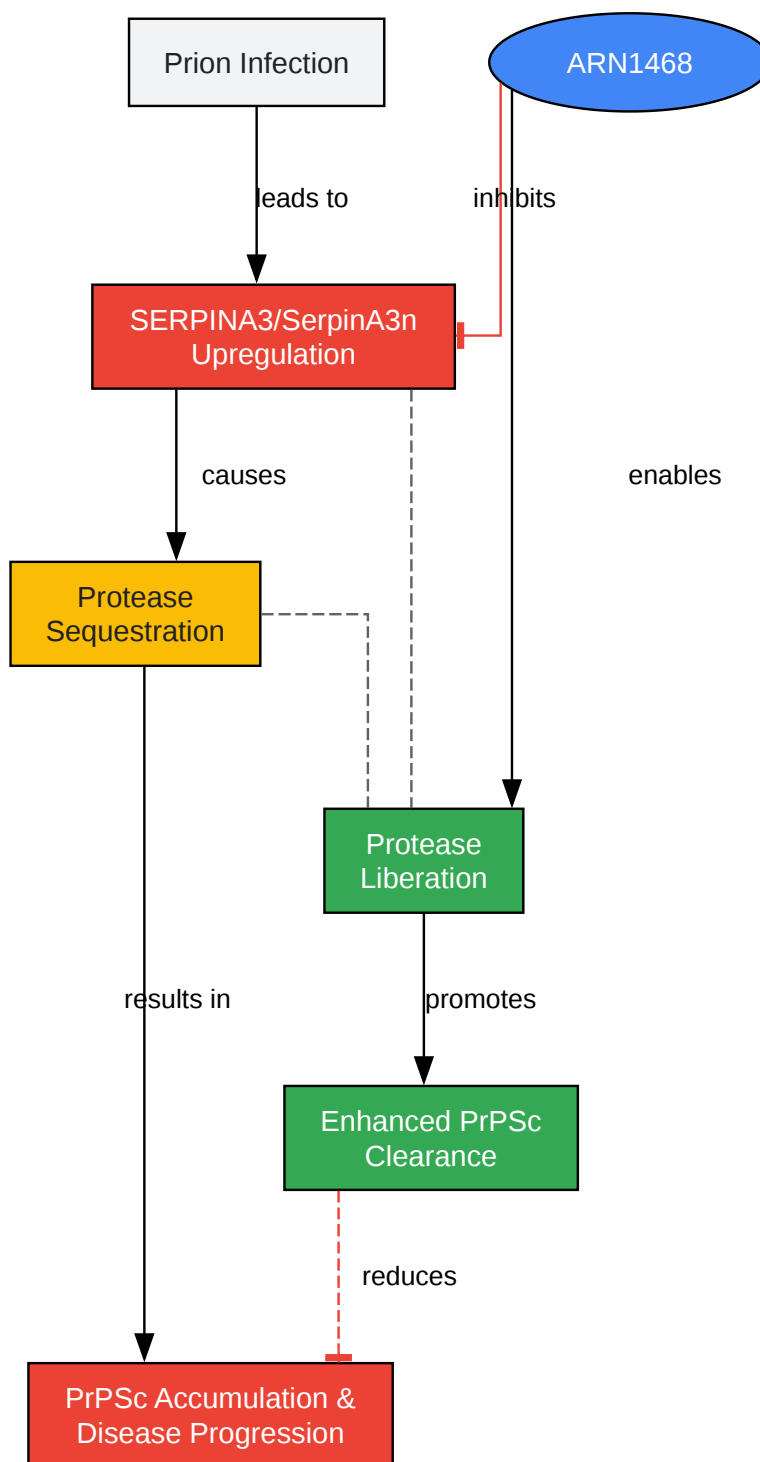 Prion Infection
ARN1468
leads to
inhibits
SERPINA3/SerpinA3n
Upregulation
causes
enables
Protease
Sequestration
Protease
Liberation
results in
promotes
Enhanced PrPSc
Clearance
reduces
PrPSc Accumulation &
Disease Progression